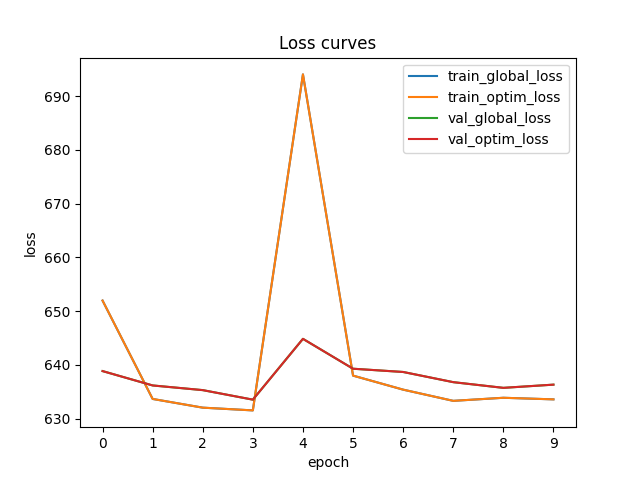 Loss curves
train_global_loss
train_optim_loss
val_global_loss
val_optim_loss
690
680
670
660
650
640
630
loss
0 1 2 3 4 5 6 7 8 9
epoch